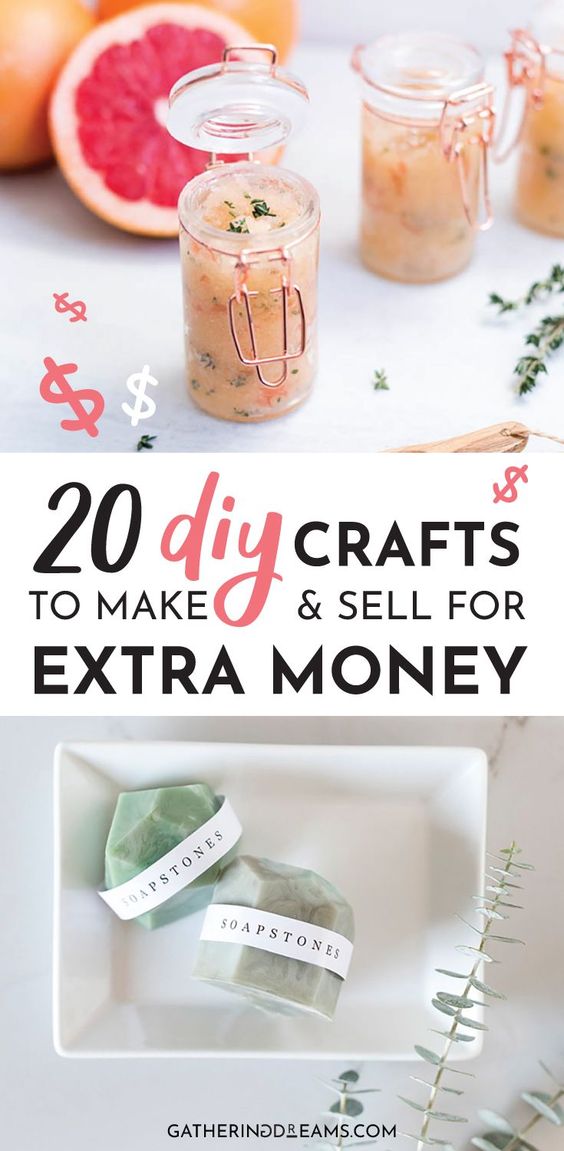 $
$
$
$
20 diy CRAFTS
TO MAKE & SELL FOR
EXTRA MONEY
SOAPSTONES
SOAPSTONES
GATHERINGDREAMS.COM